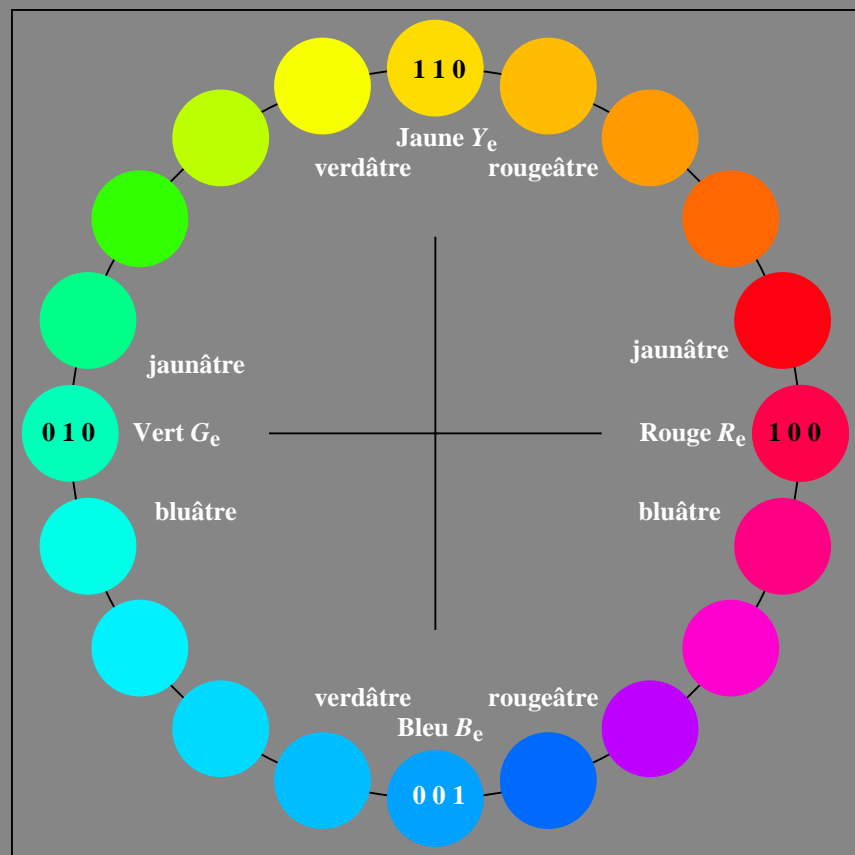 1 1 0
Jaune Yₑ
verdâtre rougeâtre
jaunâtre
jaunâtre
0 1 0 Vert Gₑ
Rouge Rₑ 1 0 0
bluâtre
bluâtre
verdâtre rougeâtre
Bleu Bₑ
0 0 1